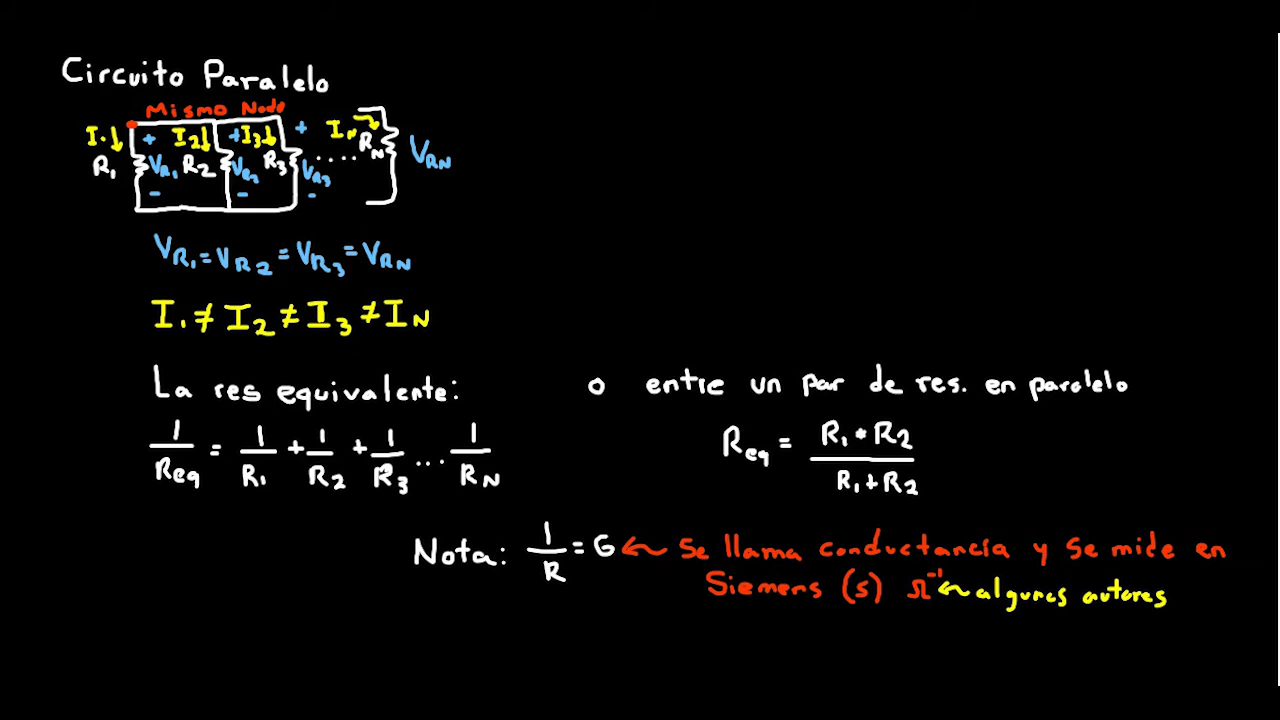 Circuito Paralelo
Mismo Nodo
I1 + I2 + I3 + IN
R1 VR1 R2 VR3 R3 VR3 .... RN VRN
- - -
VR1 = VR2 = VR3 = VRN
I1 ≠ I2 ≠ I3 ≠ IN
La res equivalente:
1/Req = 1/R1 + 1/R2 + 1/R3 ... 1/RN
o entre un par de res. en paralelo
Req = R1 * R2 / R1 + R2
Nota: 1/R = G ← Se llama conductancia y se mide en
Siemens (s) Ω⁻¹ ← algunos autores